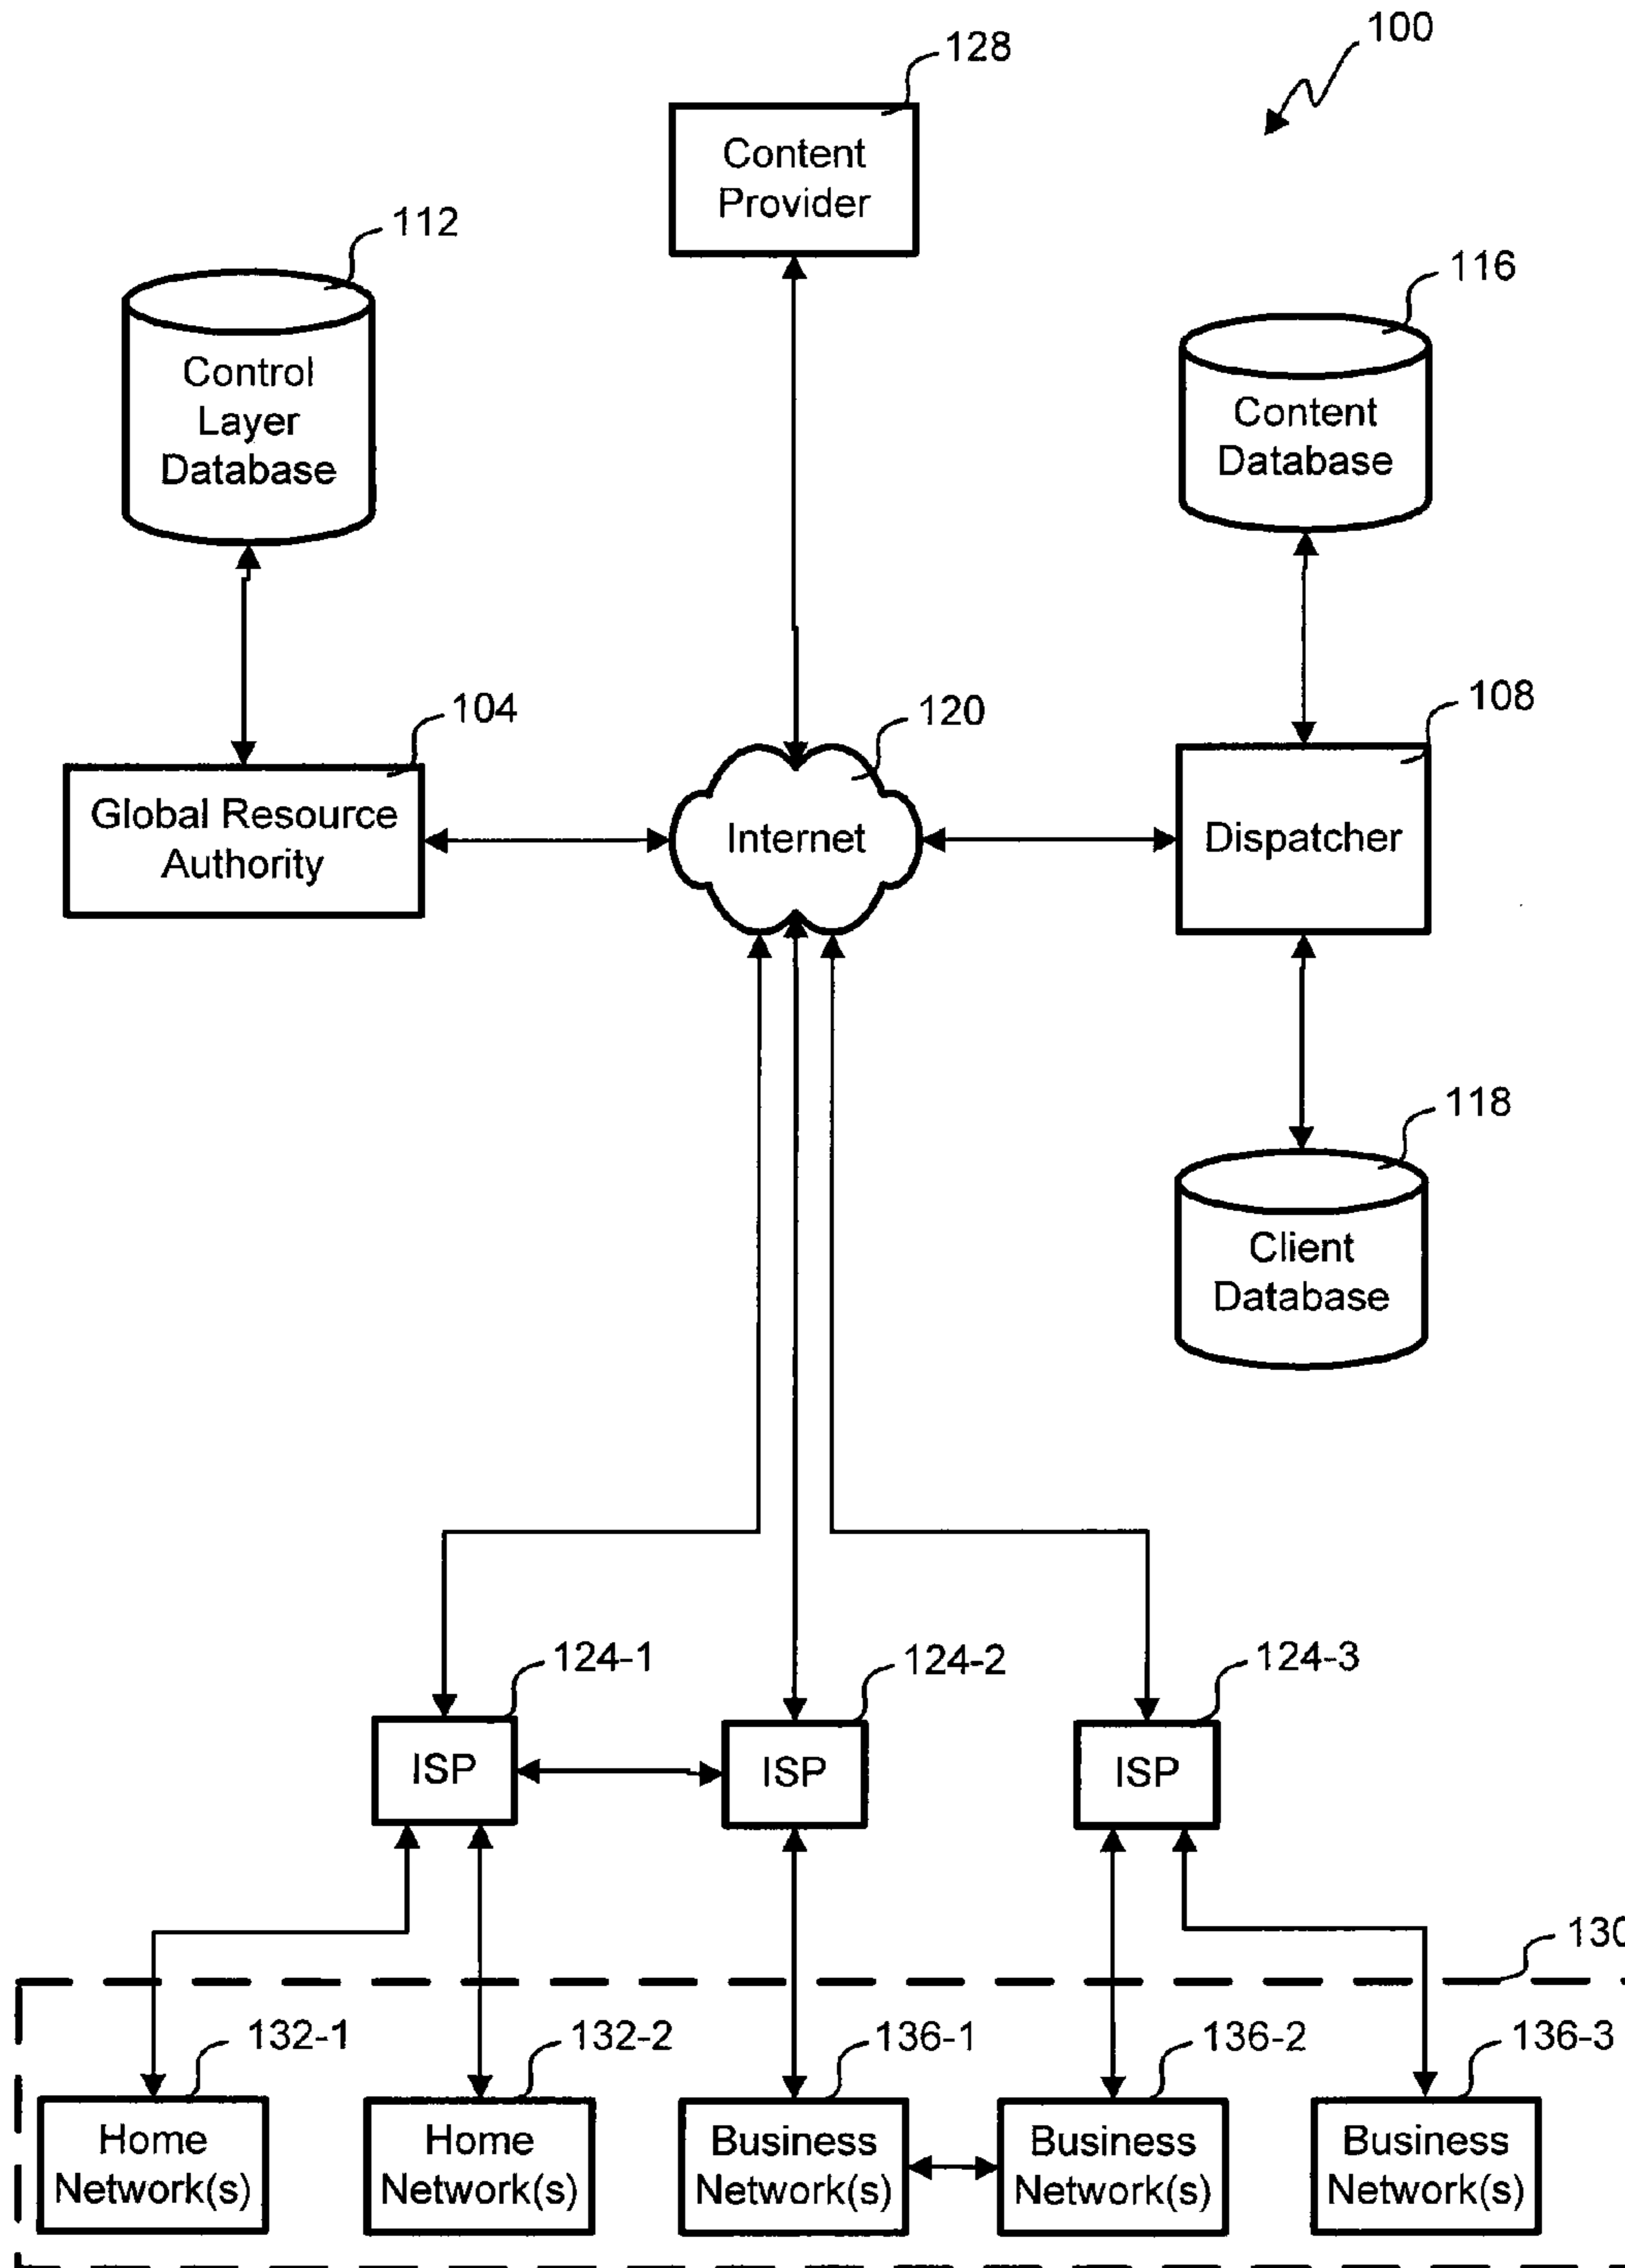 100
128
Content
Provider
112
116
Control
Layer
Database
Content
Database
104
120
108
Global Resource
Authority
Internet
Dispatcher
118
Client
Database
124-1
124-2
124-3
ISP
ISP
ISP
130
132-1
132-2
136-1
136-2
136-3
Home
Network(s)
Home
Network(s)
Business
Network(s)
Business
Network(s)
Business
Network(s)